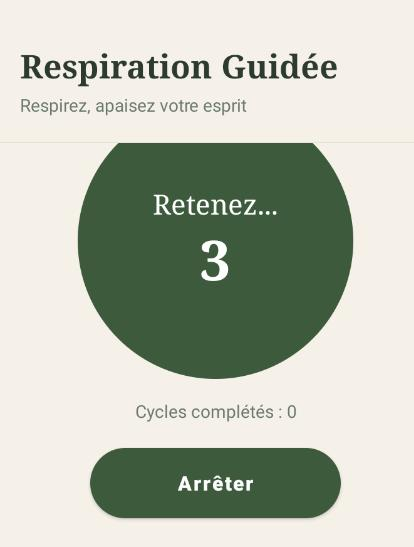 Respiration Guidée
Respirez, apaisez votre esprit
Retenez...
3
Cycles complétés : 0
Arrêter